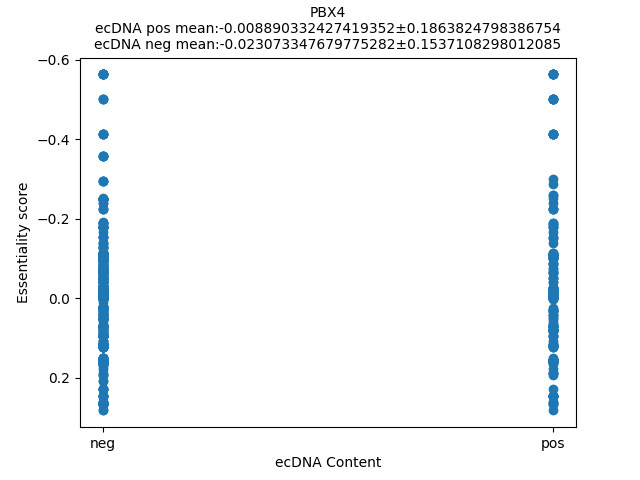 PBX4
ecDNA pos mean:-0.008890332427419352±0.1863824798386754
ecDNA neg mean:-0.023073347679775282±0.1537108298012085
−0.6
−0.4
−0.2
0.0
0.2
Essentiality score
neg
pos
ecDNA Content